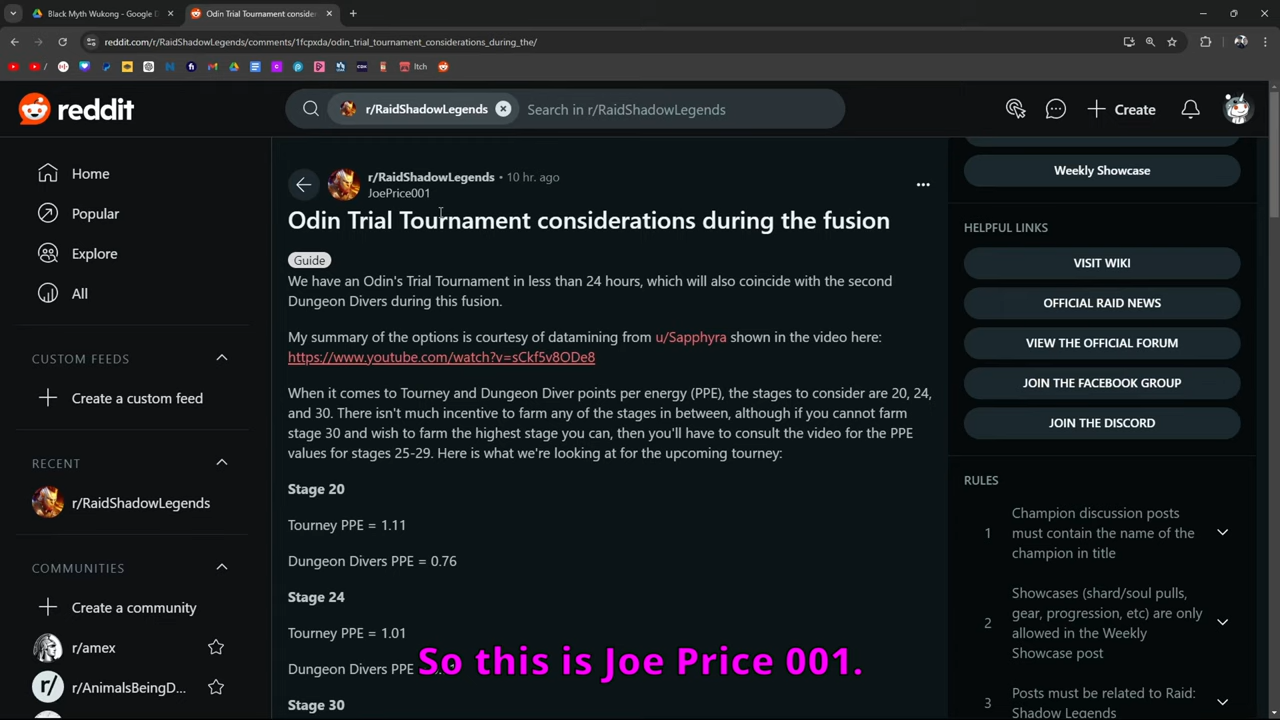 Black Myth Wukong - Google D
Odin Trial Tournament conside
reddit.com/r/RaidShadowLegends/comments/1fcpxda/odin_trial_tournament_considerations_during_the/
Itch
reddit
r/RaidShadowLegends
Search in r/RaidShadowLegends
Create
Home
Popular
Explore
All
CUSTOM FEEDS
Create a custom feed
RECENT
r/RaidShadowLegends
COMMUNITIES
Create a community
r/amex
r/AnimalsBeingD...
r/RaidShadowLegends • 10 hr. ago
JoePrice001
Odin Trial Tournament considerations during the fusion
Guide
We have an Odin's Trial Tournament in less than 24 hours, which will also coincide with the second
Dungeon Divers during this fusion.
My summary of the options is courtesy of datamining from u/Sapphyra shown in the video here:
https://www.youtube.com/watch?v=sCkf5v8ODe8
When it comes to Tourney and Dungeon Diver points per energy (PPE), the stages to consider are 20, 24,
and 30. There isn't much incentive to farm any of the stages in between, although if you cannot farm
stage 30 and wish to farm the highest stage you can, then you'll have to consult the video for the PPE
values for stages 25-29. Here is what we're looking at for the upcoming tourney:
Stage 20
Tourney PPE = 1.11
Dungeon Divers PPE = 0.76
Stage 24
Tourney PPE = 1.01
Dungeon Divers PPE
Stage 30
So this is Joe Price 001.
Weekly Showcase
HELPFUL LINKS
VISIT WIKI
OFFICIAL RAID NEWS
VIEW THE OFFICIAL FORUM
JOIN THE FACEBOOK GROUP
JOIN THE DISCORD
RULES
1
Champion discussion posts
must contain the name of the
champion in title
2
Showcases (shard/soul pulls,
gear, progression, etc) are only
allowed in the Weekly
Showcase post
3
Posts must be related to Raid:
Shadow Legends